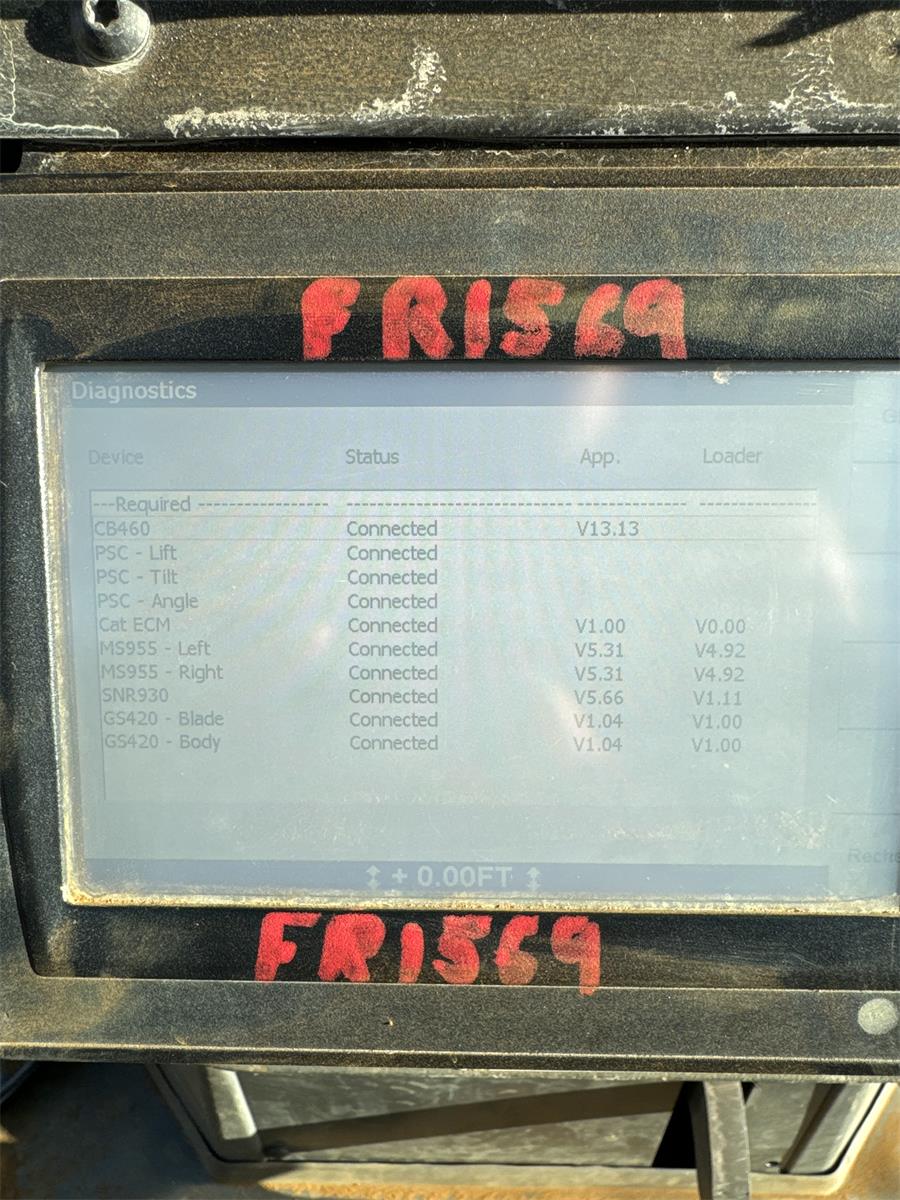 FR1569
Diagnostics
Device Status App. Loader
---Required ---
CB460 Connected V13.13
PSC - Lift Connected
PSC - Tilt Connected
PSC - Angle Connected
Cat ECM Connected V1.00 V0.00
MS955 - Left Connected V5.31 V4.92
MS955 - Right Connected V5.31 V4.92
SNR930 Connected V5.66 V1.11
GS420 - Blade Connected V1.04 V1.00
GS420 - Body Connected V1.04 V1.00
+ 0.00FT
FR1569